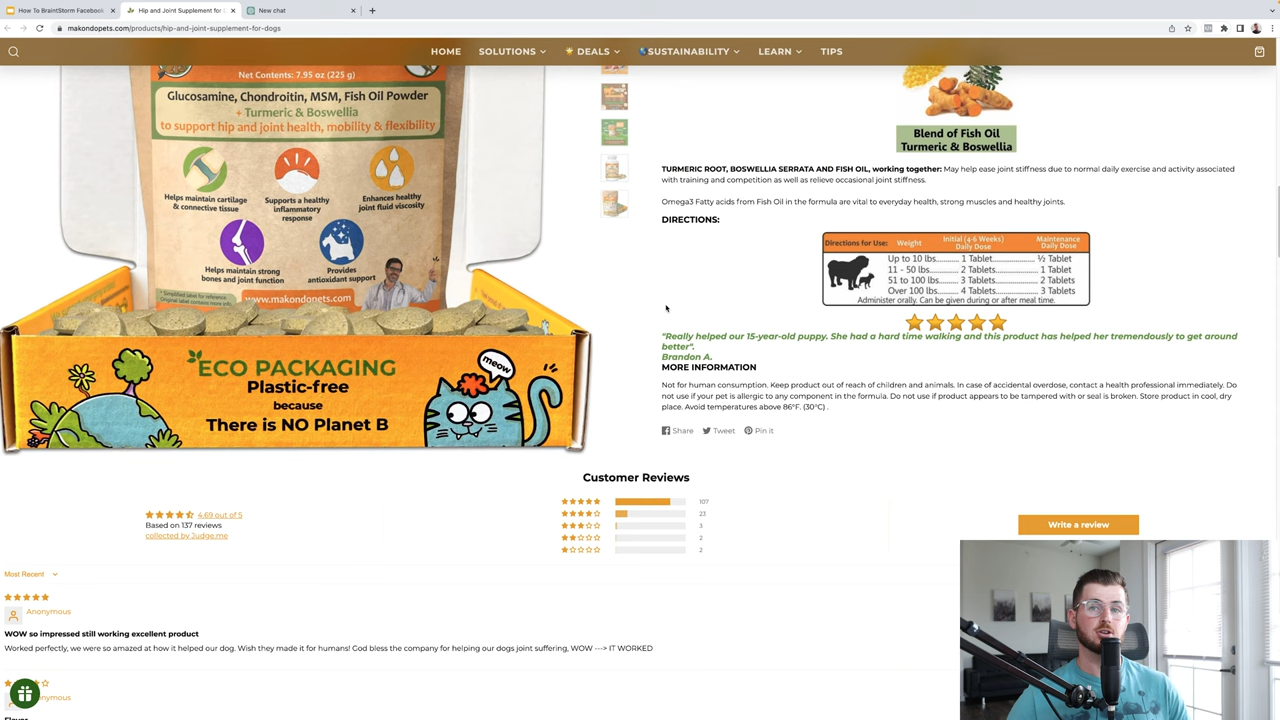 How To BraintStorm Facebook
Hip and Joint Supplement for
New chat
makondopets.com/products/hip-and-joint-supplement-for-dogs
HOME
SOLUTIONS
DEALS
SUSTAINABILITY
LEARN
TIPS
Net Contents: 7.95 oz (225 g)
Glucosamine, Chondroitin, MSM, Fish Oil Powder
+ Turmeric & Boswellia
to support hip and joint health, mobility & flexibility
Helps maintain cartilage
& connective tissue
Supports a healthy
inflammatory
response
Enhances healthy
joint fluid viscosity
Helps maintain strong
bones and joint function
Provides
antioxidant support
* Simplified label for reference.
Original label contains more info.
www.makondopets.com
meow
ECO PACKAGING
Plastic-free
because
There is NO Planet B
Blend of Fish Oil
Turmeric & Boswellia
TURMERIC ROOT, BOSWELLIA SERRATA AND FISH OIL, working together: May help ease joint stiffness due to normal daily exercise and activity associated
with training and competition as well as relieve occasional joint stiffness.
Omega3 Fatty acids from Fish Oil in the formula are vital to everyday health, strong muscles and healthy joints.
DIRECTIONS:
Directions for Use: Weight Initial (4-6 Weeks) Daily Dose Maintenance Daily Dose
Up to 10 lbs............ 1 Tablet............ ½ Tablet
11 - 50 lbs............ 2 Tablets............ 1 Tablet
51 to 100 lbs............ 3 Tablets............ 2 Tablets
Over 100 lbs............ 4 Tablets............ 3 Tablets
Administer orally. Can be given during or after meal time.
"Really helped our 15-year-old puppy. She had a hard time walking and this product has helped her tremendously to get around
better".
Brandon A.
MORE INFORMATION
Not for human consumption. Keep product out of reach of children and animals. In case of accidental overdose, contact a health professional immediately. Do
not use if your pet is allergic to any component in the formula. Do not use if product appears to be tampered with or seal is broken. Store product in cool, dry
place. Avoid temperatures above 86°F. (30°C) .
Share
Tweet
Pin it
Customer Reviews
4.69 out of 5
Based on 137 reviews
collected by Judge.me
107
23
3
2
2
Write a review
Most Recent
Anonymous
WOW so impressed still working excellent product
Worked perfectly, we were so amazed at how it helped our dog. Wish they made it for humans! God bless the company for helping our dogs joint suffering, WOW ---> IT WORKED
nymous